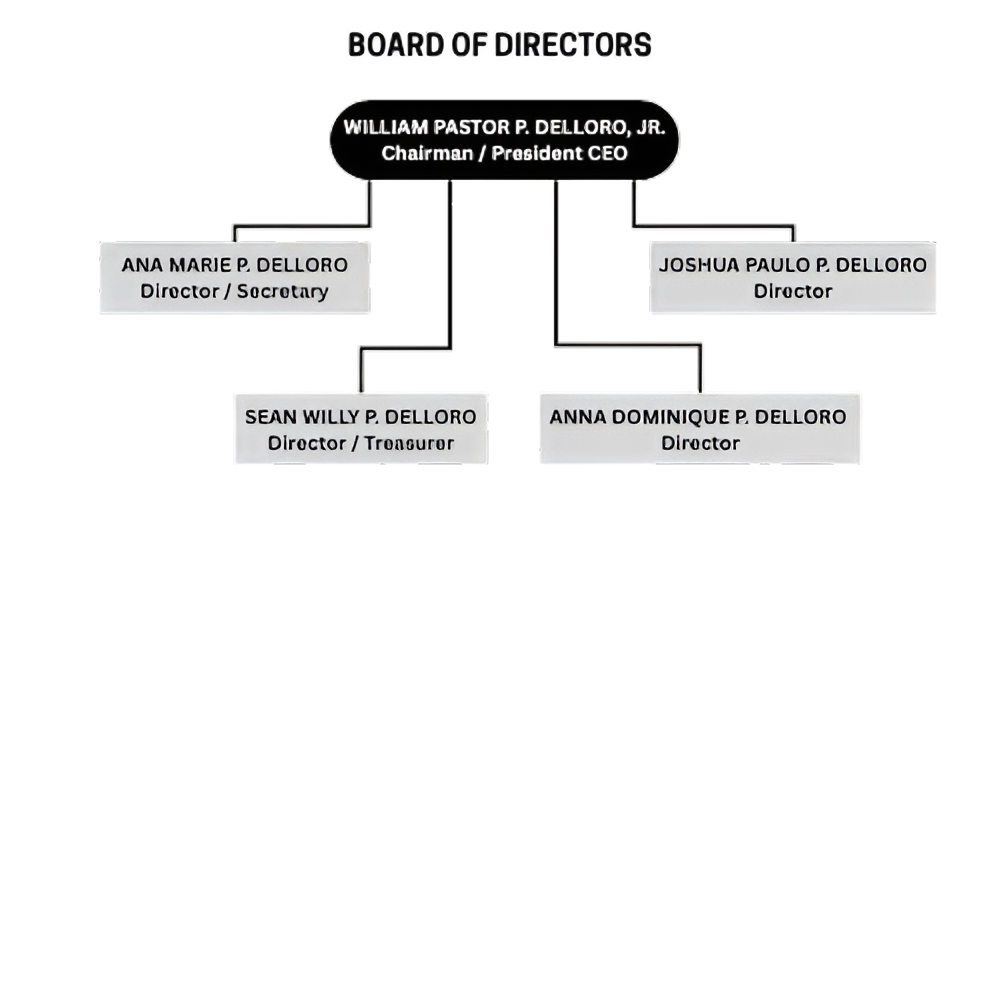 BOARD OF DIRECTORS
WILLIAM PASTOR P. DELLORO, JR.
Chairman / President CEO
ANA MARIE P. DELLORO
Director / Secretary
JOSHUA PAULO P. DELLORO
Director
SEAN WILLY P. DELLORO
Director / Treasurer
ANNA DOMINIQUE P. DELLORO
Director